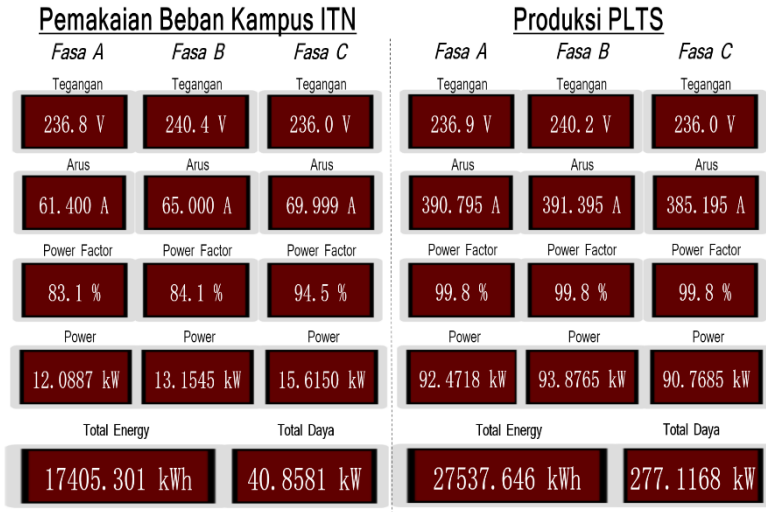 Pemakaian Beban Kampus ITN Produksi PLTS
Fasa A Fasa B Fasa C Fasa A Fasa B Fasa C
Tegangan Tegangan Tegangan Tegangan Tegangan Tegangan
236.8 V 240.4 V 236.0 V 236.9 V 240.2 V 236.0 V
Arus Arus Arus Arus Arus Arus
61.400 A 65.000 A 69.999 A 390.795 A 391.395 A 385.195 A
Power Factor Power Factor Power Factor Power Factor Power Factor Power Factor
83.1 % 84.1 % 94.5 % 99.8 % 99.8 % 99.8 %
Power Power Power Power Power Power
12.0887 kW 13.1545 kW 15.6150 kW 92.4718 kW 93.8765 kW 90.7685 kW
Total Energy Total Daya Total Energy Total Daya
17405.301 kWh 40.8581 kW 27537.646 kWh 277.1168 kW